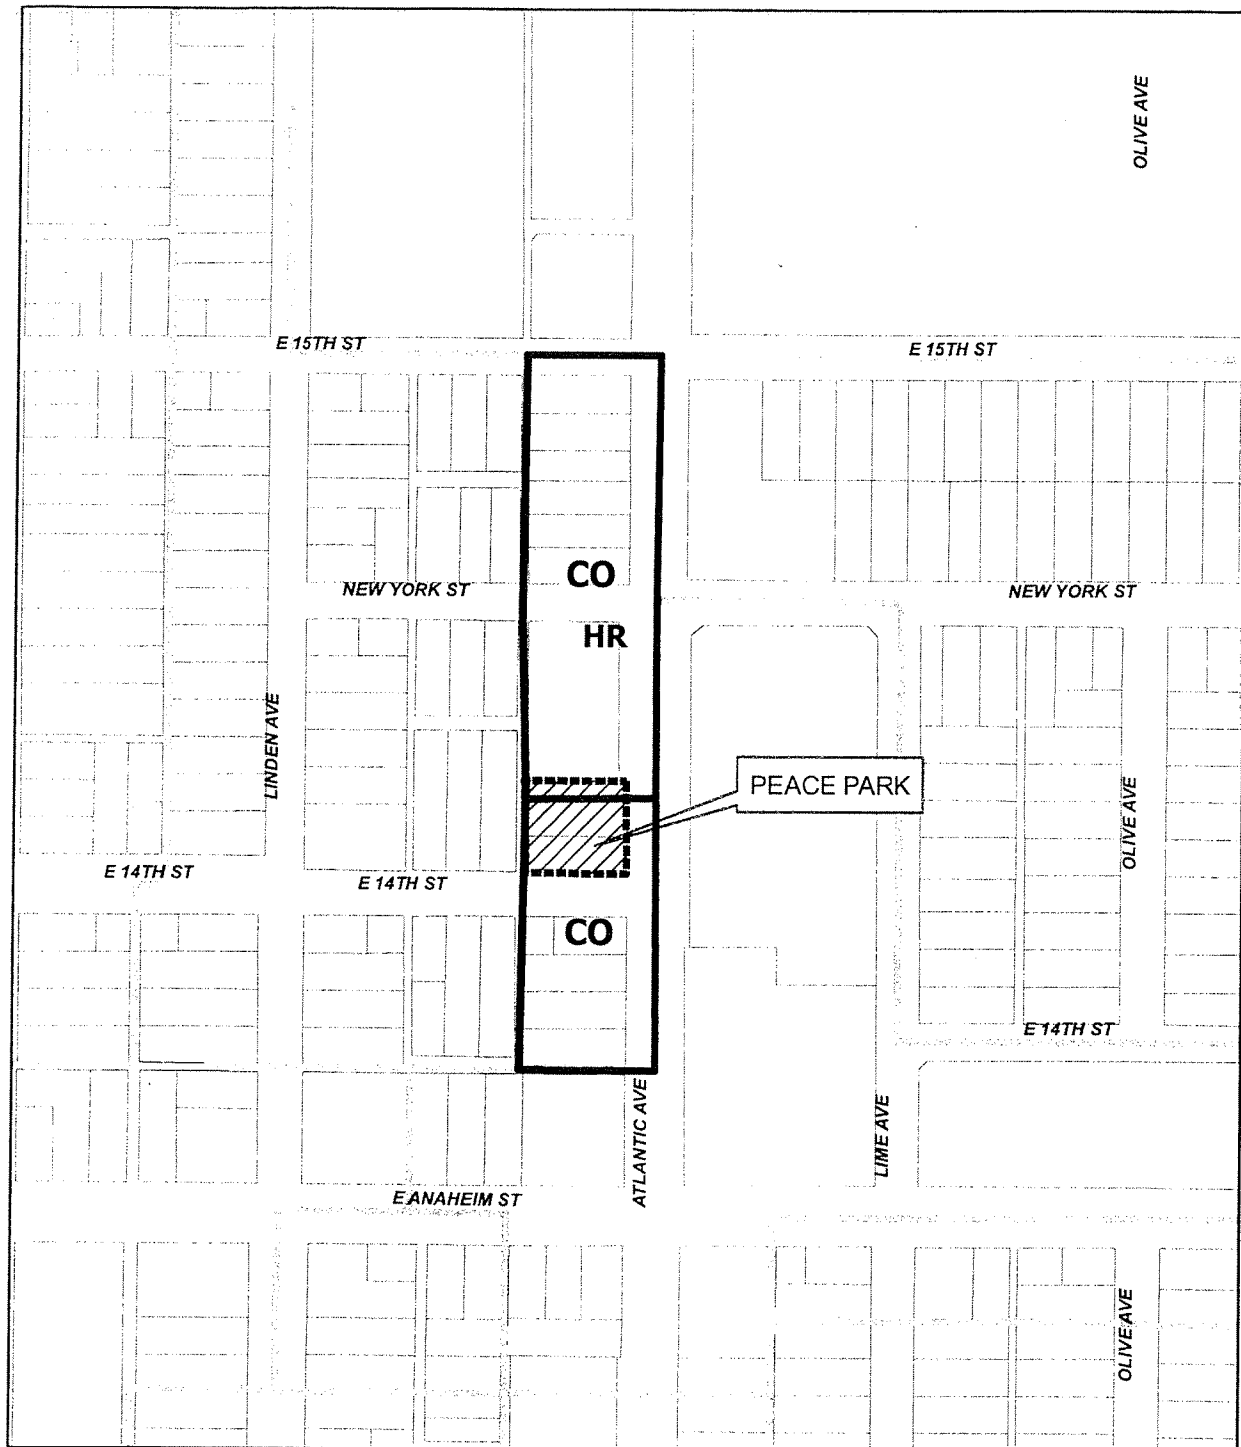 OLIVE AVE
E 15TH ST
E 15TH ST
CO
NEW YORK ST
NEW YORK ST
HR
LINDEN AVE
PEACE PARK
OLIVE AVE
E 14TH ST
E 14TH ST
CO
E 14TH ST
ATLANTIC AVE
LIME AVE
E ANAHEIM ST
OLIVE AVE